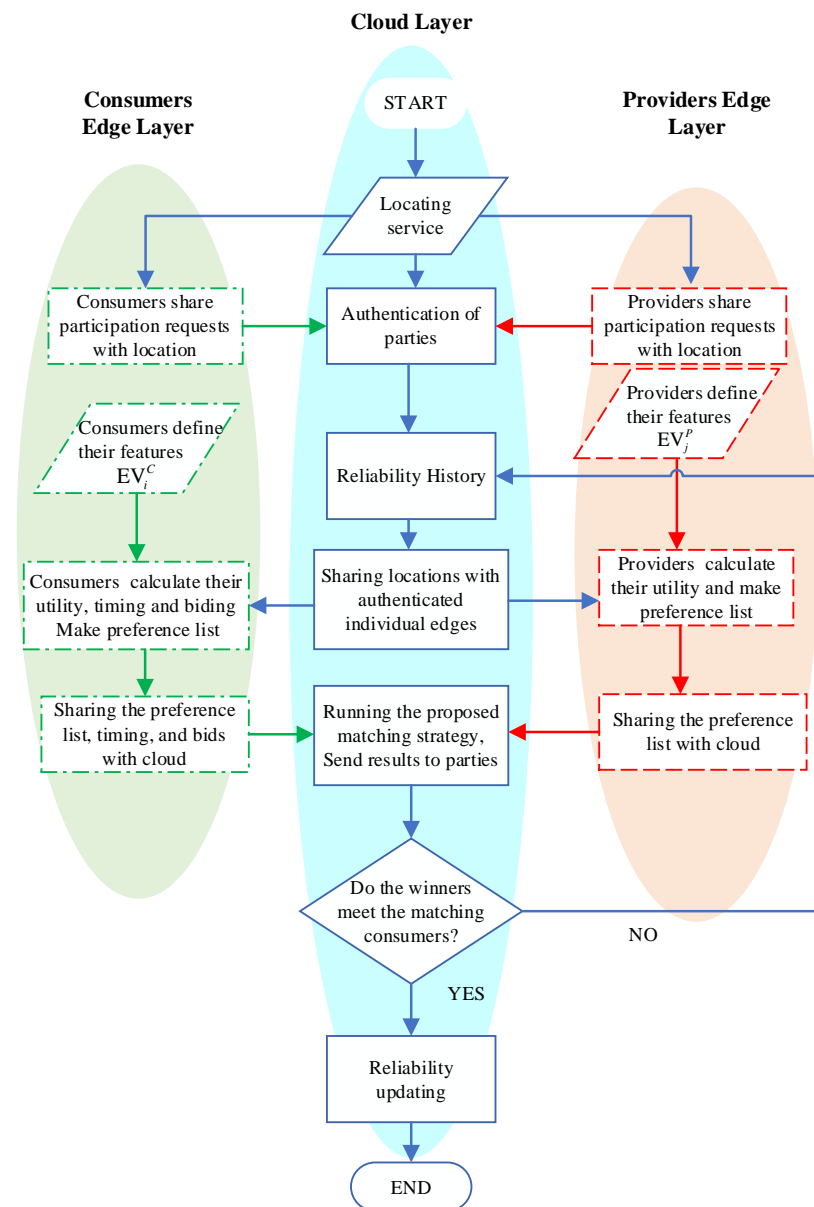 Cloud Layer
Consumers
Edge Layer
Providers Edge
Layer
START
Locating
service
Consumers share
participation requests
with location
Authentication of
parties
Providers share
participation requests
with location
Consumers define
their features
EV_i^C
Providers define
their features
EV_j^P
Reliability History
Consumers calculate their
utility, timing and biding
Make preference list
Sharing locations with
authenticated
individual edges
Providers calculate
their utility and make
preference list
Sharing the preference
list, timing, and bids
with cloud
Running the proposed
matching strategy,
Send results to parties
Sharing the preference
list with cloud
Do the winners
meet the matching
consumers?
NO
YES
Reliability
updating
END